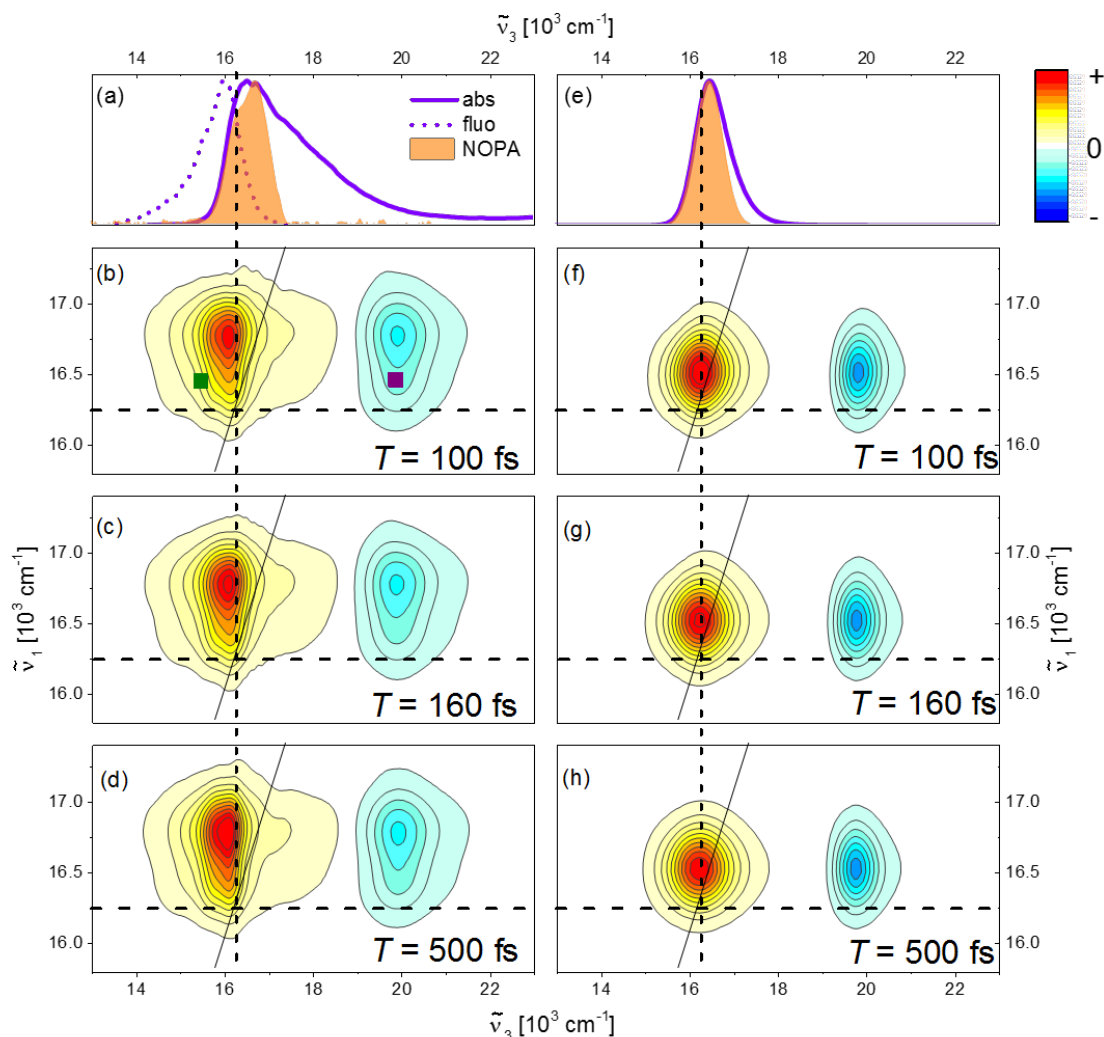 ṽ₃ [10³ cm⁻¹]
14 16 18 20 22 14 16 18 20 22
(a) abs
fluo
NOPA
(e)
+
0
-
(b) 17.0
16.5
16.0
T = 100 fs
(f) 17.0
16.5
16.0
T = 100 fs
(c) 17.0
16.5
16.0
T = 160 fs
(g) 17.0
16.5
16.0
T = 160 fs
ṽ₁ [10³ cm⁻¹]
ṽ₁ [10³ cm⁻¹]
(d) 17.0
16.5
16.0
T = 500 fs
(h) 17.0
16.5
16.0
T = 500 fs
14 16 18 20 22 14 16 18 20 22
ṽ₃ [10³ cm⁻¹]